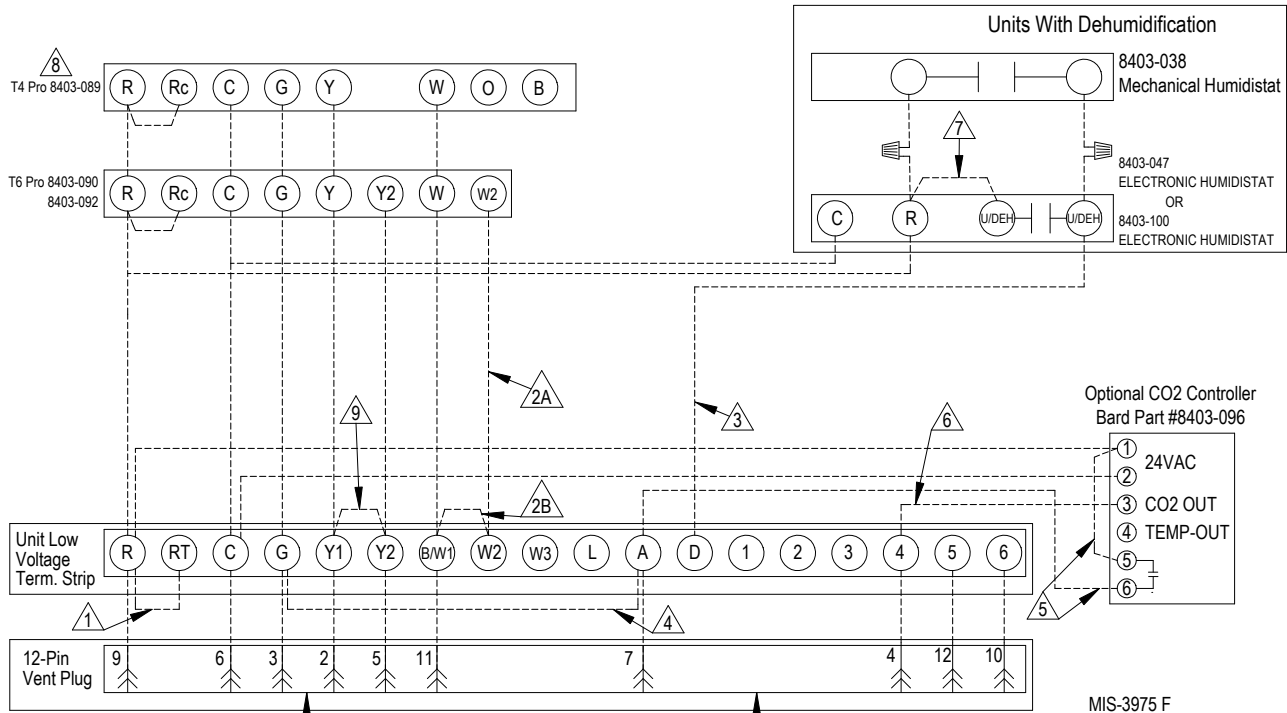 Units With Dehumidification
8403-038
Mechanical Humidistat
8
T4 Pro 8403-089
R Rc C G Y W O B
7
8403-047
ELECTRONIC HUMIDISTAT
OR
8403-100
ELECTRONIC HUMIDISTAT
C R U/DEH U/DEH
T6 Pro 8403-090
8403-092
R Rc C G Y Y2 W W2
2A
9
3
6
2B
Optional CO2 Controller
Bard Part #8403-096
1
24VAC
2
3 CO2 OUT
4 TEMP-OUT
5
6
5
Unit Low
Voltage
Term. Strip
R RT C G Y1 Y2 B/W1 W2 W3 L A D 1 2 3 4 5 6
1
4
12-Pin
Vent Plug
9 6 3 2 5 11 7 4 12 10
MIS-3975 F